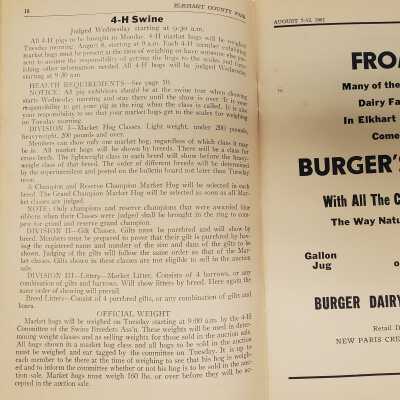 18 ELKHART COUNTY FAIR
4-H Swine
Judged Wednesday starting at 9:30 a.m.
All 4-H pigs to be brought in Monday. 4-H market hogs will be weighed
Tuesday morning, August 8, starting at 9 a.m. Each 4-H member exhibiting
market hogs must be present at the time of weighing or have someone else pre-
sent to assume the responsibility of getting the hogs to the scales and
lishing other information needed. All 4-H hogs will be judged Wednesday,
starting at 9:30 a.m.
HEALTH REQUIREMENTS—See page 10.
NOTICE: All pig exhibitors should be at the swine tent when showing
starts Wednesday morning and stay there until the show is over. It is your
responsibility to get your pig in the ring when the class is called. It is also
your responsibility to see that your market hogs get to the scales for weighing
on Tuesday morning.
DIVISION I—Market Hog Classes. Light weight, under 200 pounds,
heavyweight, 200 pounds and over.
Members can show only one market hog, regardless of which class it may
be in. All market hogs will be shown by breeds. There will be a class for
cross-breds. The lightweight class in each breed will show before the heavy-
weight class of that breed. The order of different breeds will be determined
by the superintendent and posted on the bulletin board not later than Tuesday
noon.
A Champion and Reserve Champion Market Hog will be selected in each
breed. The Grand Champion Market Hog will be selected as soon as all Mar-
ket classes are judged.
NOTE: Only champions and reserve champions that were awarded blue
ribbons when their Classes were judged shall be brought in the ring to com-
pete for grand and reserve grand champion.
DIVISION II—Gilt Classes. Gilts must be purebred and will show by
breed. Members must be prepared to prove that their gilt is purebred by hav-
ing the registered name and number of the sire and dam of the gilt to be
shown. Judging of the gilts will follow the same order as that of the Mar-
ket classes. Gilts shown in these classes are not eligible to sell in the auction
sale.
DIVISION III—Litters—Market Litter. Consists of 4 barrows, or any
combination of gilts and barrows. Will show litters by breed. Here again the
same order of showing will prevail.
Breed Litters—Consist of 4 purebred gilts, or any combination of gilts and
boars.
OFFICIAL WEIGHT
Market hogs will be weighed on Tuesday starting at 9:00 a.m. by the 4-H
Committee of the Swine Breeders Ass'n. These weights will be used in deter-
mining weight classes and as selling weights for those sold in the auction sale.
All hogs shown in a market hog class and all hogs to be sold in the auction
must be weighed and ear tagged by the committee on Tuesday. It is up to
each member to be there at the time of weighing to see that his hog is weigh-
ed and to inform the committee whether or not his hog is to be sold in the auc-
tion sale. Market hogs must weigh 160 lbs. or over before they will be ac-
cepted in the auction sale.
AUGUST 7-12, 1961
FRO
Many of the
Dairy Fa
In Elkhart
Come
BURGER'S
With All The C
The Way Natu
Gallon
Jug
o
BURGER DAIRY
Retail D
NEW PARIS CRE